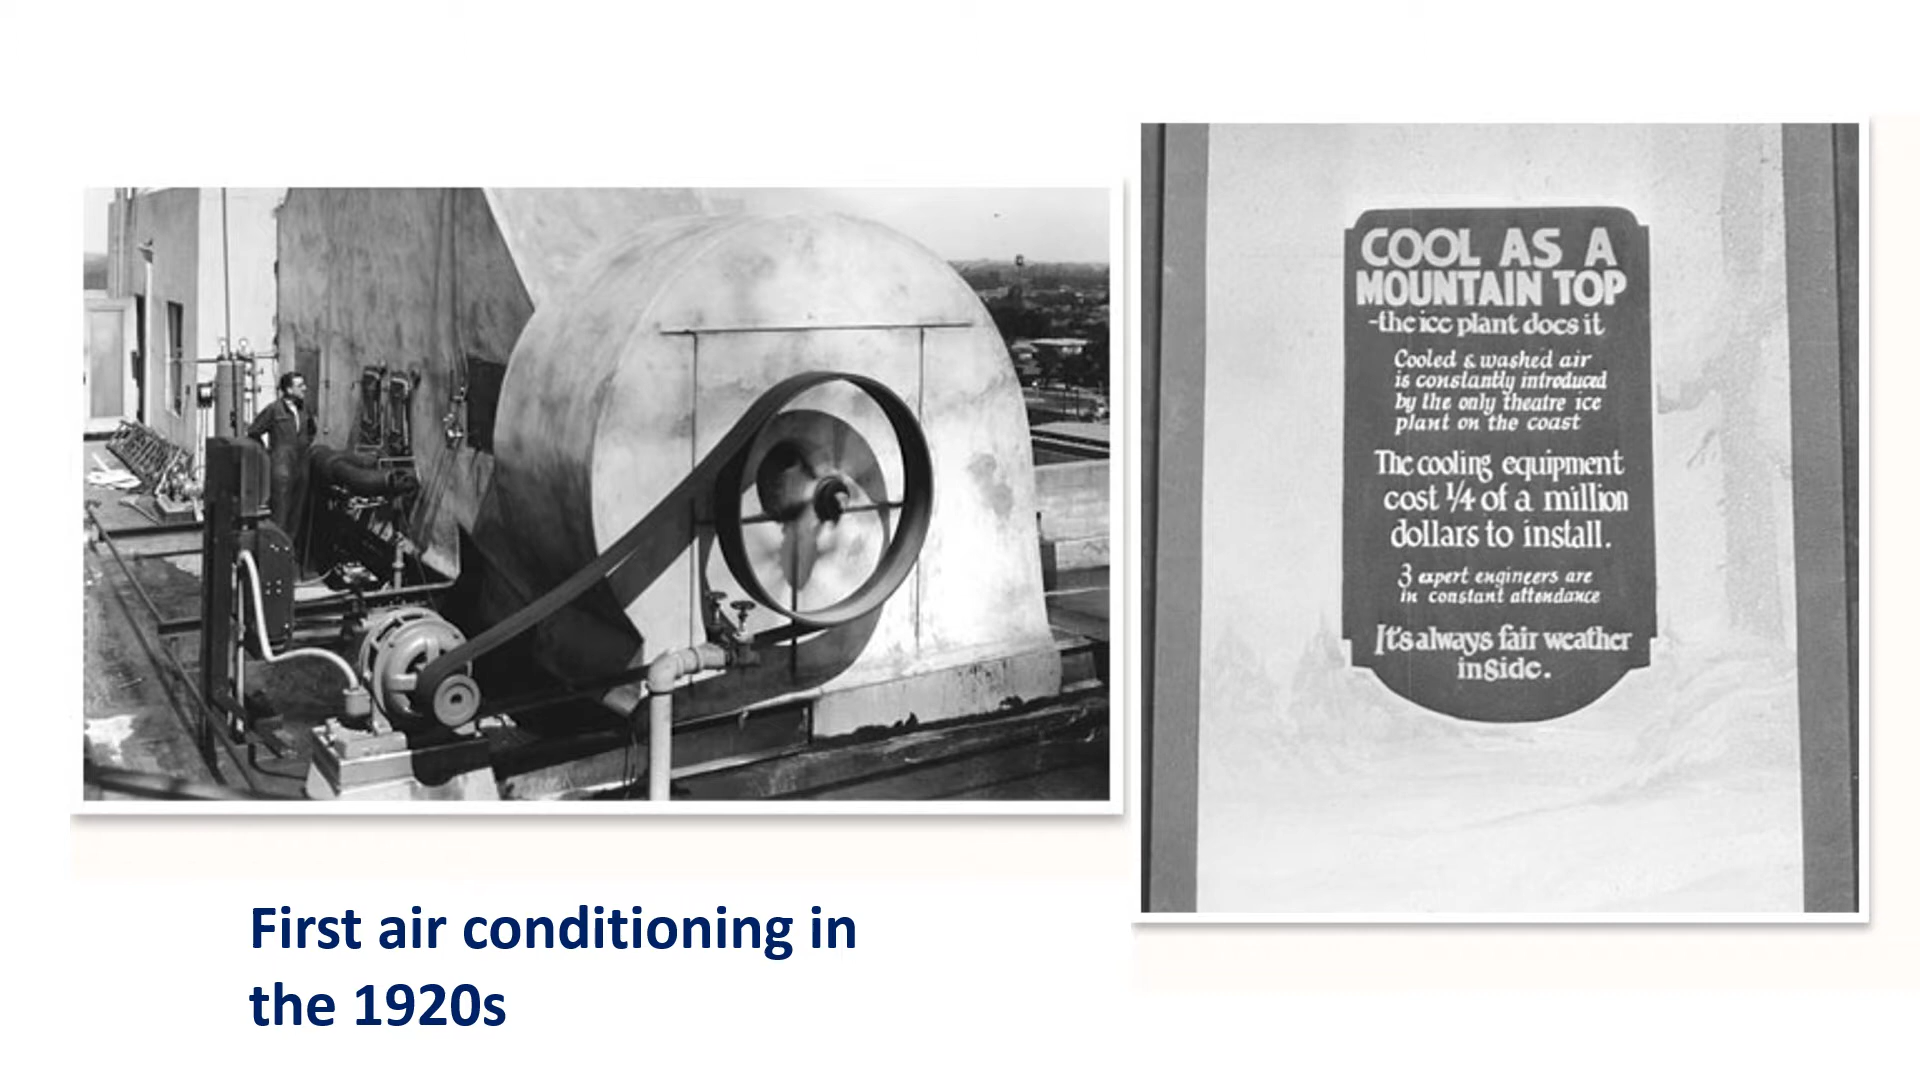 COOL AS A
MOUNTAIN TOP
-the ice plant does it
Cooled & washed air
is constantly introduced
by the only theatre ice
plant on the coast
The cooling equipment
cost 1/4 of a million
dollars to install.
3 expert engineers are
in constant attendance
It's always fair weather
inside.
First air conditioning in
the 1920s